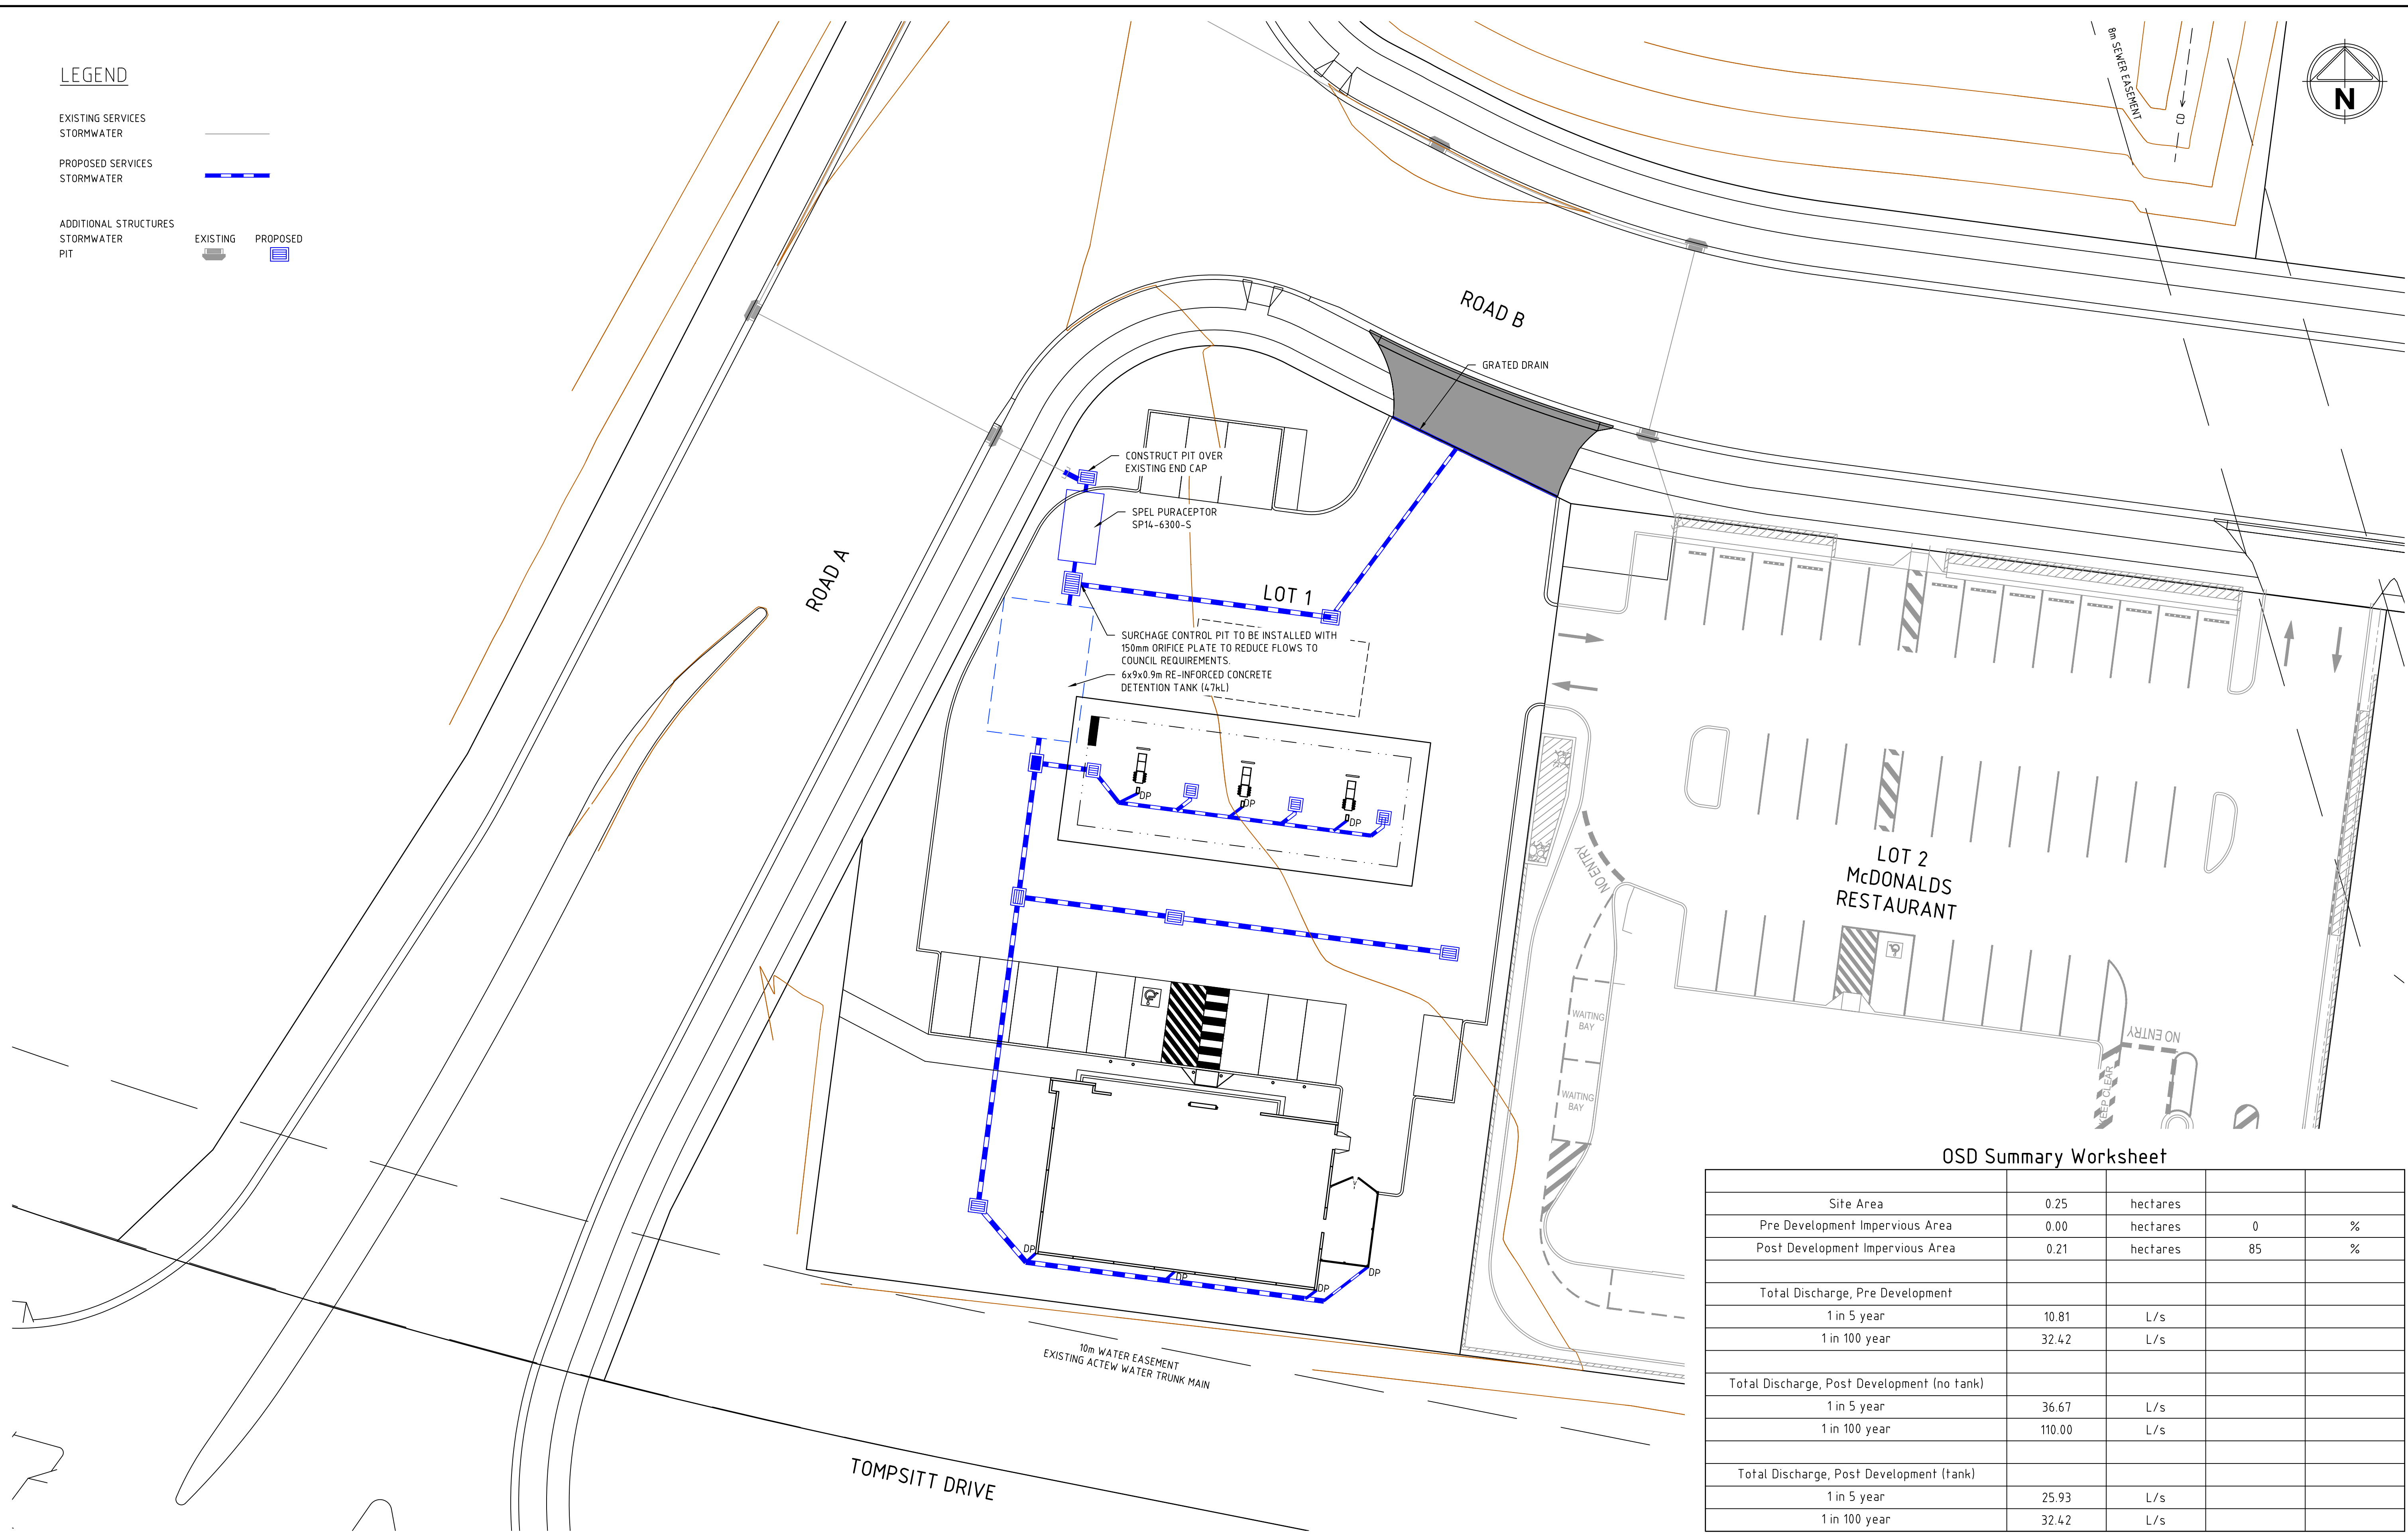 LEGEND
EXISTING SERVICES
STORMWATER
PROPOSED SERVICES
STORMWATER
ADDITIONAL STRUCTURES
STORMWATER EXISTING PROPOSED
PIT
8m SEWER EASEMENT
CD
N
ROAD B
GRATED DRAIN
CONSTRUCT PIT OVER
EXISTING END CAP
SPEL PURACEPTOR
SP14-6300-S
ROAD A
LOT 1
SURCHAGE CONTROL PIT TO BE INSTALLED WITH
150mm ORIFICE PLATE TO REDUCE FLOWS TO
COUNCIL REQUIREMENTS.
6x9x0.9m RE-INFORCED CONCRETE
DETENTION TANK (47kL)
DP
DP
DP
NO ENTRY
LOT 2
McDONALDS
RESTAURANT
WAITING
BAY
NO ENTRY
WAITING
BAY
KEEP CLEAR
DP
DP
DP
DP
10m WATER EASEMENT
EXISTING ACTEW WATER TRUNK MAIN
TOMPSITT DRIVE
OSD Summary Worksheet
Site Area 0.25 hectares
Pre Development Impervious Area 0.00 hectares 0 %
Post Development Impervious Area 0.21 hectares 85 %
Total Discharge, Pre Development
1 in 5 year 10.81 L/s
1 in 100 year 32.42 L/s
Total Discharge, Post Development (no tank)
1 in 5 year 36.67 L/s
1 in 100 year 110.00 L/s
Total Discharge, Post Development (tank)
1 in 5 year 25.93 L/s
1 in 100 year 32.42 L/s